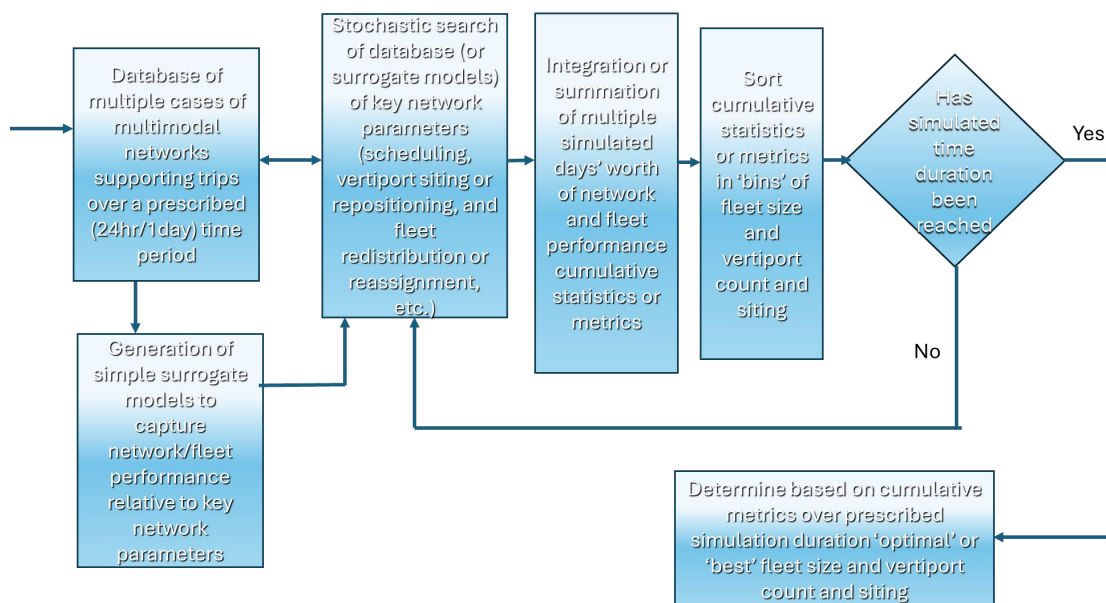 Database of
multiple cases of
multimodal
networks
supporting trips
over a prescribed
(24hr/1day) time
period
Generation of
simple surrogate
models to
capture
network/fleet
performance
relative to key
network
parameters
Stochastic search
of database (or
surrogate models)
of key network
parameters
(scheduling,
vertiport siting or
repositioning, and
fleet
redistribution or
reassignment,
etc.)
Integration or
summation
of multiple
simulated
days’ worth
of network
and fleet
performance
cumulative
statistics or
metrics
Sort
cumulative
statistics
or metrics
in ‘bins’ of
fleet size
and
vertiport
count and
siting
Has
simulated
time
duration
been
reached
Yes
No
Determine based on cumulative
metrics over prescribed
simulation duration ‘optimal’ or
‘best’ fleet size and vertiport
count and siting